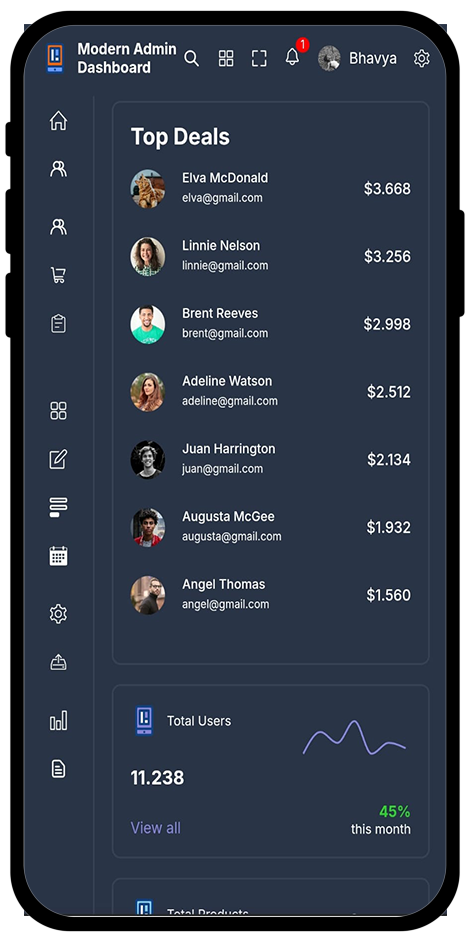 Modern Admin
Dashboard
1
Bhavya
Top Deals
Elva McDonald
elva@gmail.com
$3.668
Linnie Nelson
linnie@gmail.com
$3.256
Brent Reeves
brent@gmail.com
$2.998
Adeline Watson
adeline@gmail.com
$2.512
Juan Harrington
juan@gmail.com
$2.134
Augusta McGee
augusta@gmail.com
$1.932
Angel Thomas
angel@gmail.com
$1.560
Total Users
11.238
45%
View all
this month
Total Products